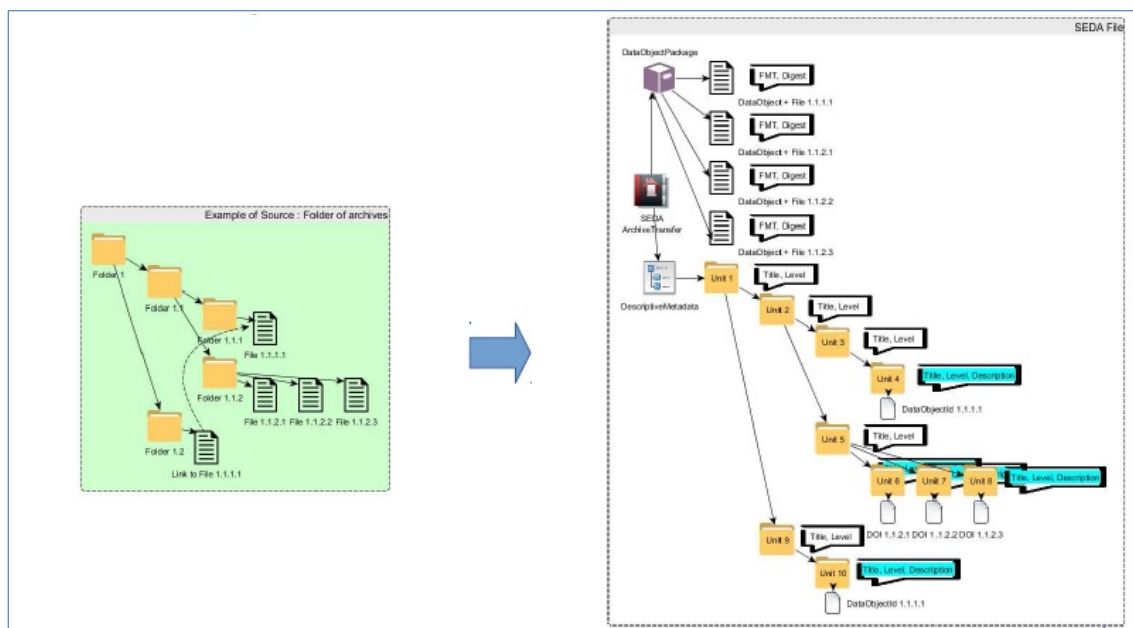 SEDA File
DataObjectPackage
FMT, Digest
DataObject + File 1.1.1.1
FMT, Digest
DataObject + File 1.1.2.1
FMT, Digest
DataObject + File 1.1.2.2
SEDA
ArchiveTransfer
FMT, Digest
DataObject + File 1.1.2.3
DescriptiveMetadata
Unit 1
Title, Level
Unit 2
Title, Level
Unit 3
Title, Level
Unit 4
Title, Level, Description
DataObjectId 1.1.1.1
Unit 5
Title, Level
Unit 6
Unit 7
Unit 8
Title, Level, Description
DOI 1.1.2.1
DOI 1.1.2.2
DOI 1.1.2.3
Unit 9
Title, Level
Unit 10
Title, Level, Description
DataObjectId 1.1.1.1
Example of Source : Folder of archives
Folder 1
Folder 1.1
Folder 1.1.1
File 1.1.1.1
Folder 1.1.2
File 1.1.2.1
File 1.1.2.2
File 1.1.2.3
Folder 1.2
Link to File 1.1.1.1